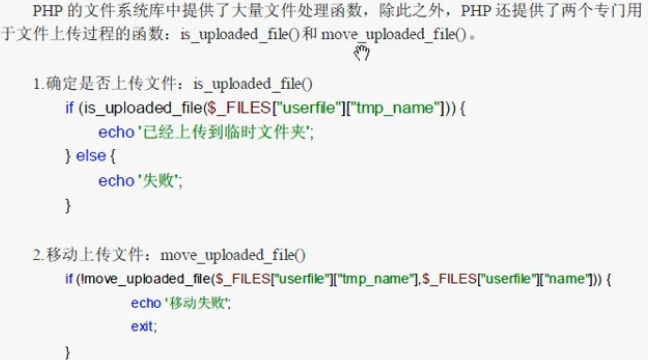 PHP 的文件系统库中提供了大量文件处理函数，除此之外，PHP 还提供了两个专门用
于文件上传过程的函数：is_uploaded_file()和 move_uploaded_file()。
1.确定是否上传文件：is_uploaded_file()
if (is_uploaded_file($_FILES["userfile"]["tmp_name"])) {
echo '已经上传到临时文件夹';
} else {
echo '失败';
}
2.移动上传文件：move_uploaded_file()
if (!move_uploaded_file($_FILES["userfile"]["tmp_name"],$_FILES["userfile"]["name"])) {
echo '移动失败';
exit;
}